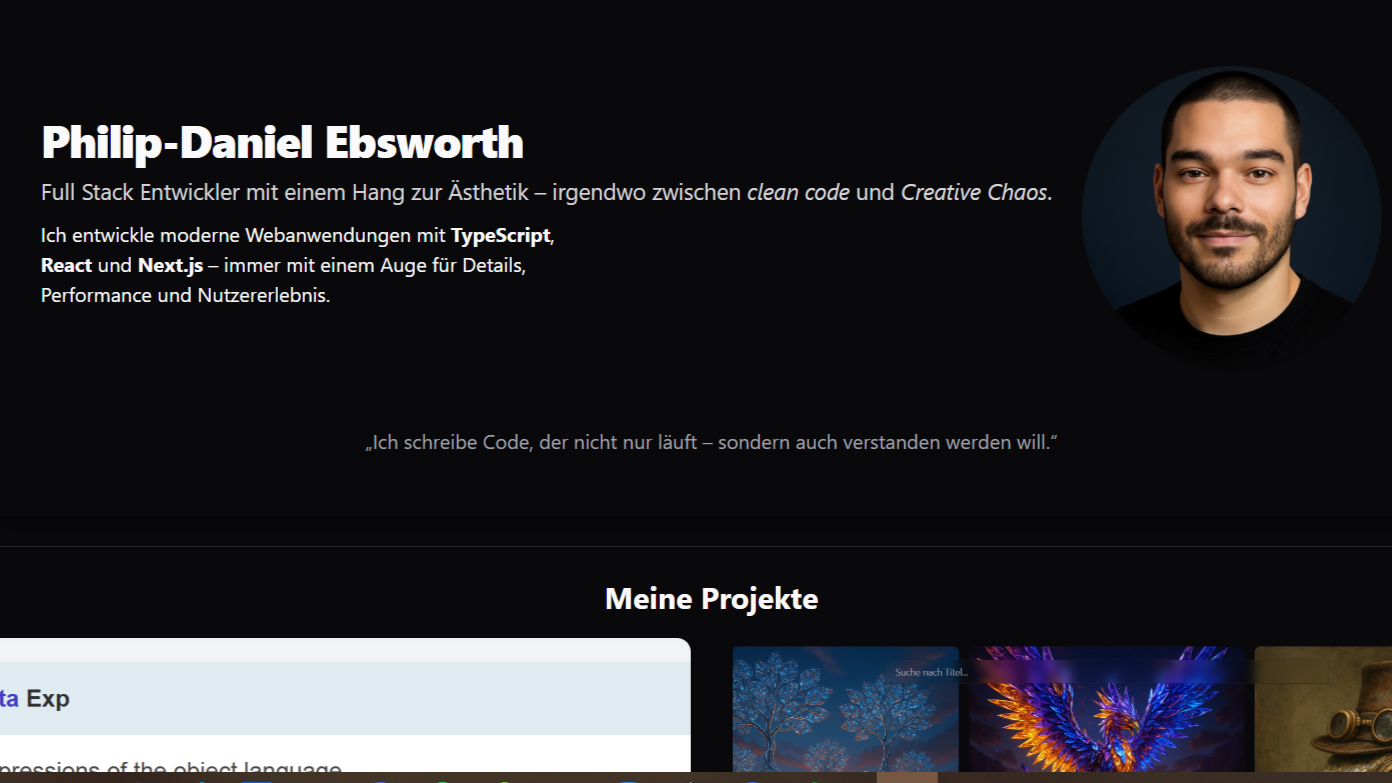 Philip-Daniel Ebsworth
Full Stack Entwickler mit einem Hang zur Ästhetik – irgendwo zwischen clean code und Creative Chaos.
Ich entwickle moderne Webanwendungen mit TypeScript,
React und Next.js – immer mit einem Auge für Details,
Performance und Nutzererlebnis.
„Ich schreibe Code, der nicht nur läuft – sondern auch verstanden werden will.“
Meine Projekte
Suche nach Titel...
ta Exp
pressions of the object language